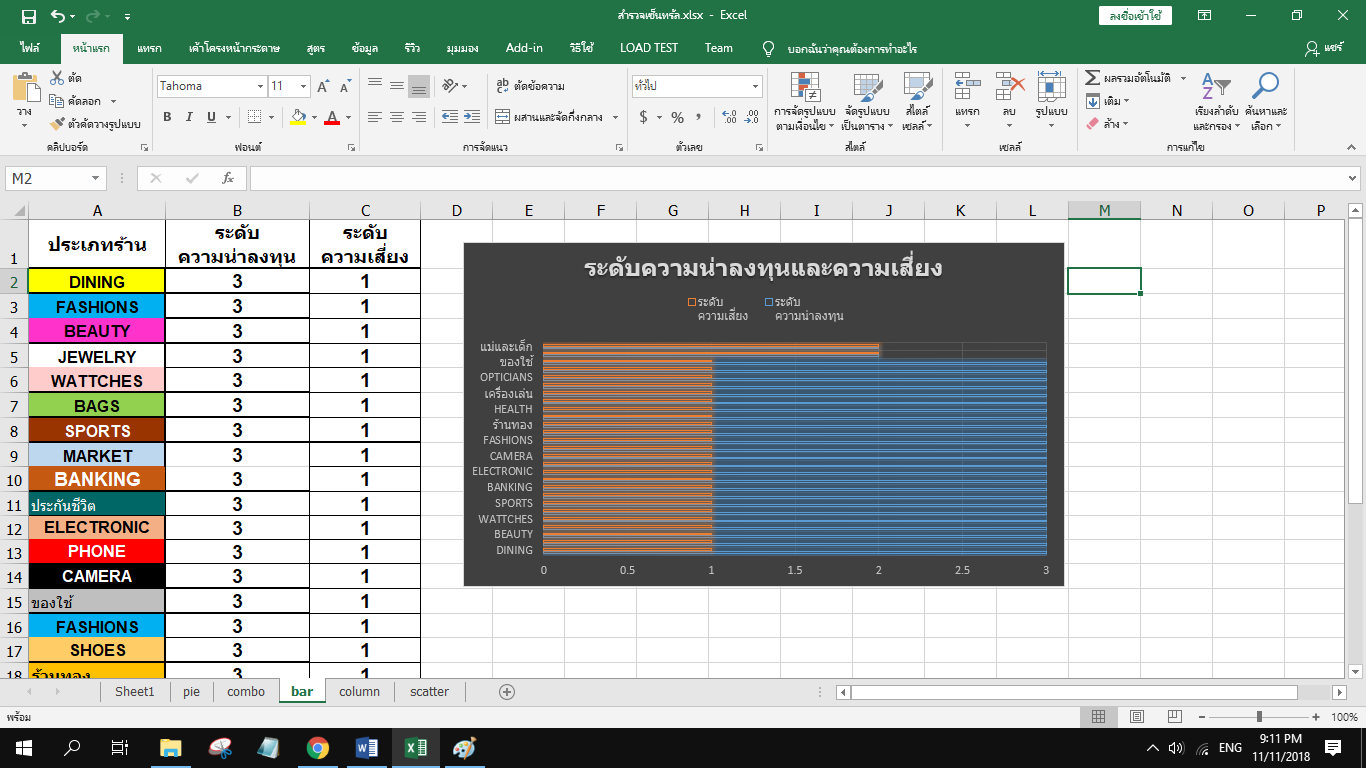 สำรวจเซ็นทรัล.xlsx - Excel
ลงชื่อเข้าใช้
ไฟล์ หน้าแรก แทรก เค้าโครงหน้ากระดาษ สูตร ข้อมูล รีวิว มุมมอง Add-in วิธีใช้ LOAD TEST Team บอกฉันว่าคุณต้องการทำอะไร แชร์
วาง
ตัด
คัดลอก
ตัวคัดวางรูปแบบ
คลิปบอร์ด
Tahoma 11
B I U
ฟอนต์
ตัดข้อความ
ผสานและจัดกึ่งกลาง
การจัดแนว
ทั่วไป
$ % ,
ตัวเลข
การจัดรูปแบบ
ตามเงื่อนไข
จัดรูปแบบ
เป็นตาราง
สไตล์
เซลล์
สไตล์
แทรก ลบ รูปแบบ
เซลล์
ผลรวมอัตโนมัติ
เติม
ล้าง
เรียงลำดับ
และกรอง
ค้นหาและ
เลือก
การแก้ไข
M2
fx
A B C D E F G H I J K L M N O P
1 ประเภทร้าน ระดับ
ความน่าลงทุน ระดับ
ความเสี่ยง
2 DINING 3 1
3 FASHIONS 3 1
4 BEAUTY 3 1
5 JEWELRY 3 1
6 WATTCHES 3 1
7 BAGS 3 1
8 SPORTS 3 1
9 MARKET 3 1
10 BANKING 3 1
11 ประกันชีวิต 3 1
12 ELECTRONIC 3 1
13 PHONE 3 1
14 CAMERA 3 1
15 ของใช้ 3 1
16 FASHIONS 3 1
17 SHOES 3 1
18 ร้านทอง 3 1
ระดับความน่าลงทุนและความเสี่ยง
ระดับ
ความเสี่ยง
ระดับ
ความน่าลงทุน
แม่และเด็ก
ของใช้
OPTICIANS
เครื่องเล่น
HEALTH
ร้านทอง
FASHIONS
CAMERA
ELECTRONIC
BANKING
SPORTS
WATTCHES
BEAUTY
DINING
0 0.5 1 1.5 2 2.5 3
Sheet1 pie combo bar column scatter
พร้อม
100%
ENG
9:11 PM
11/11/2018